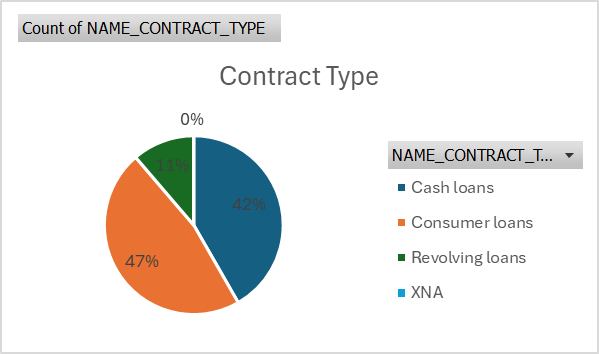 Count of NAME_CONTRACT_TYPE
Contract Type
0%
11%
42%
47%
NAME_CONTRACT_T...
Cash loans
Consumer loans
Revolving loans
XNA